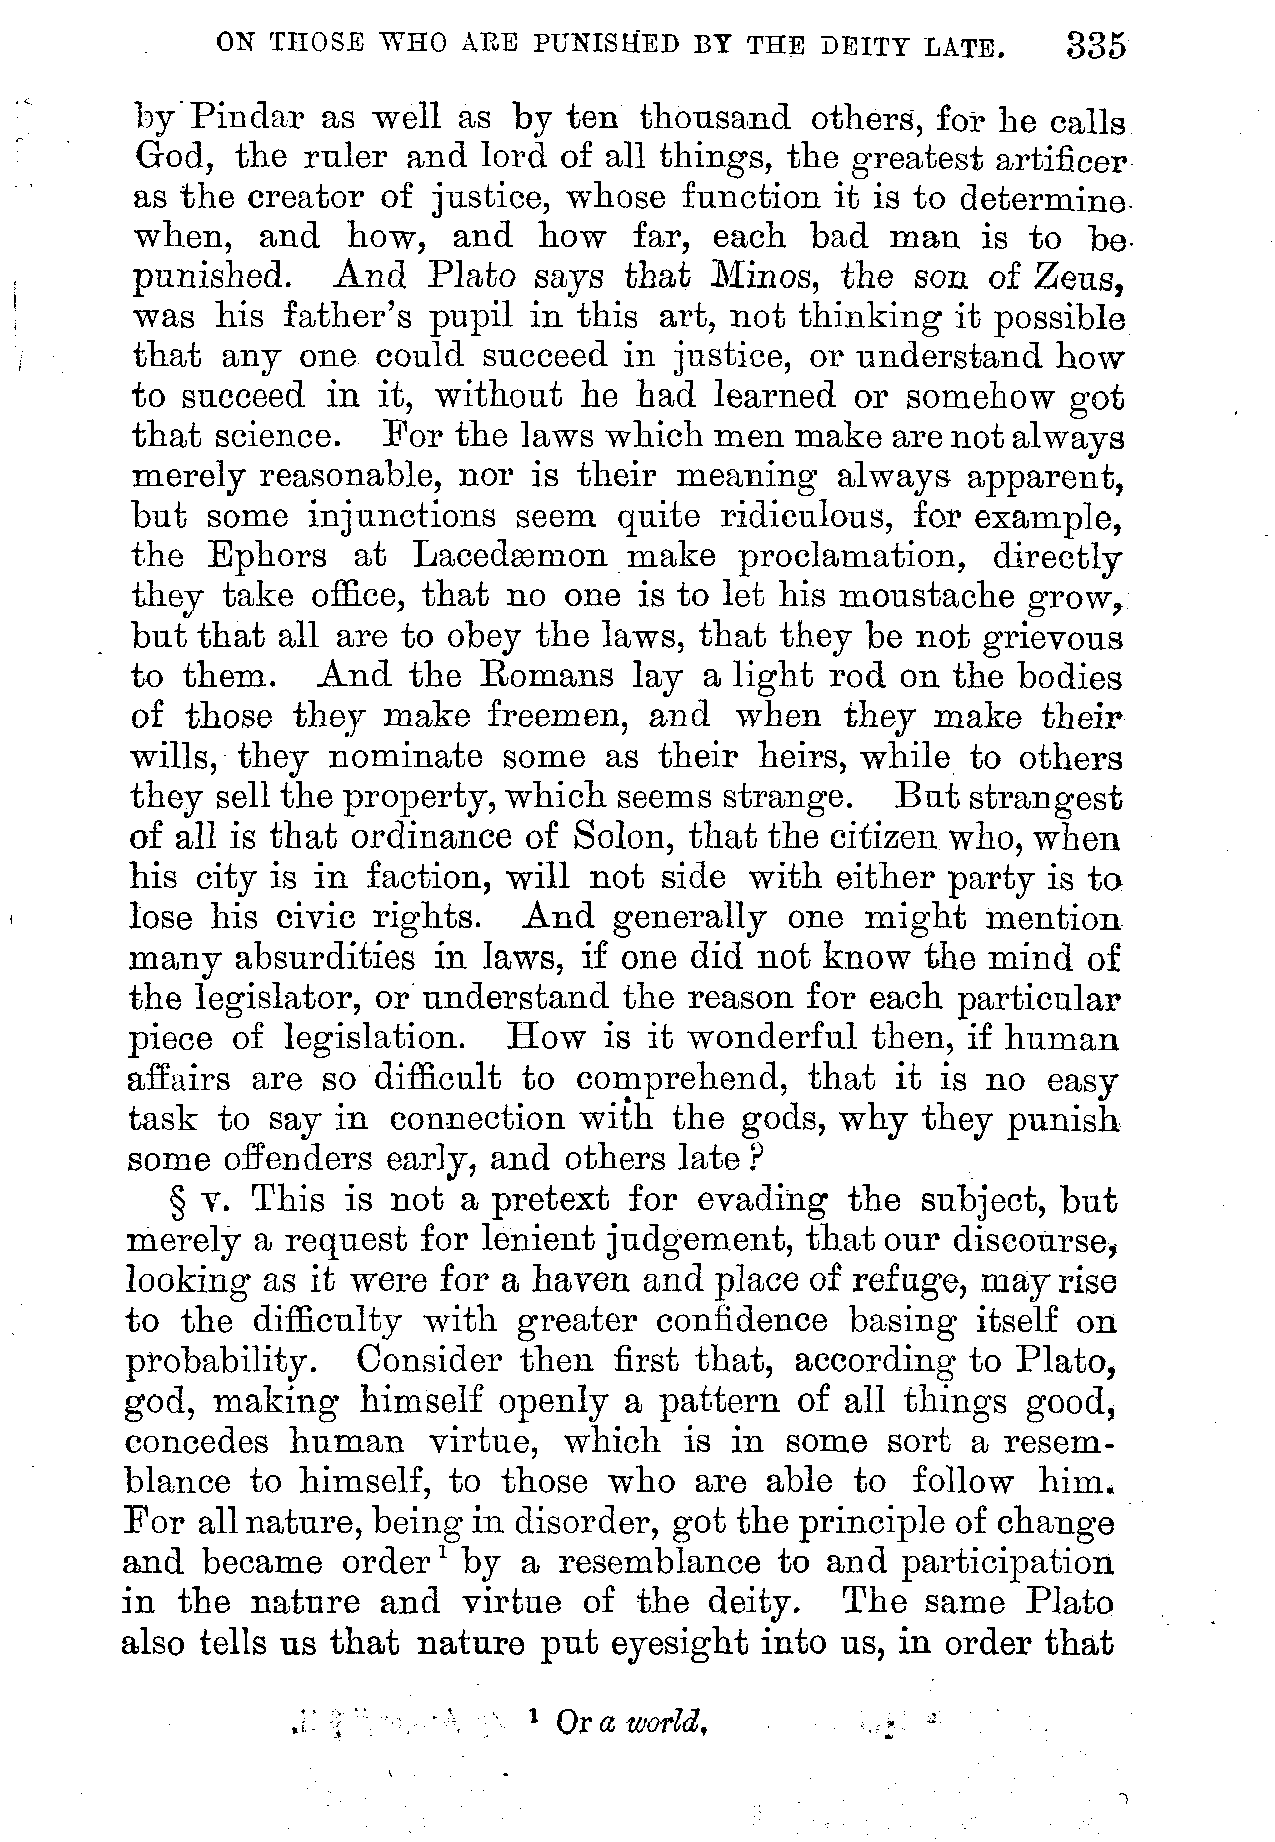 ON THOSE WHO ARE PUNISHED BY THE DEITY LATE. 335
by Pindar as well as by ten thousand others, for he calls
God, the ruler and lord of all things, the greatest artificer
as the creator of justice, whose function it is to determine
when, and how, and how far, each bad man is to be
punished. And Plato says that Minos, the son of Zeus,
was his father's pupil in this art, not thinking it possible
that any one could succeed in justice, or understand how
to succeed in it, without he had learned or somehow got
that science. For the laws which men make are not always
merely reasonable, nor is their meaning always apparent,
but some injunctions seem quite ridiculous, for example,
the Ephors at Lacedæmon make proclamation, directly
they take office, that no one is to let his moustache grow,
but that all are to obey the laws, that they be not grievous
to them. And the Romans lay a light rod on the bodies
of those they make freemen, and when they make their
wills, they nominate some as their heirs, while to others
they sell the property, which seems strange. But strangest
of all is that ordinance of Solon, that the citizen who, when
his city is in faction, will not side with either party is to
lose his civic rights. And generally one might mention
many absurdities in laws, if one did not know the mind of
the legislator, or understand the reason for each particular
piece of legislation. How is it wonderful then, if human
affairs are so difficult to comprehend, that it is no easy
task to say in connection with the gods, why they punish
some offenders early, and others late?
§ v. This is not a pretext for evading the subject, but
merely a request for lenient judgement, that our discourse,
looking as it were for a haven and place of refuge, may rise
to the difficulty with greater confidence basing itself on
probability. Consider then first that, according to Plato,
god, making himself openly a pattern of all things good,
concedes human virtue, which is in some sort a resem-
blance to himself, to those who are able to follow him.
For all nature, being in disorder, got the principle of change
and became order¹ by a resemblance to and participation
in the nature and virtue of the deity. The same Plato
also tells us that nature put eyesight into us, in order that
¹ Or a world,